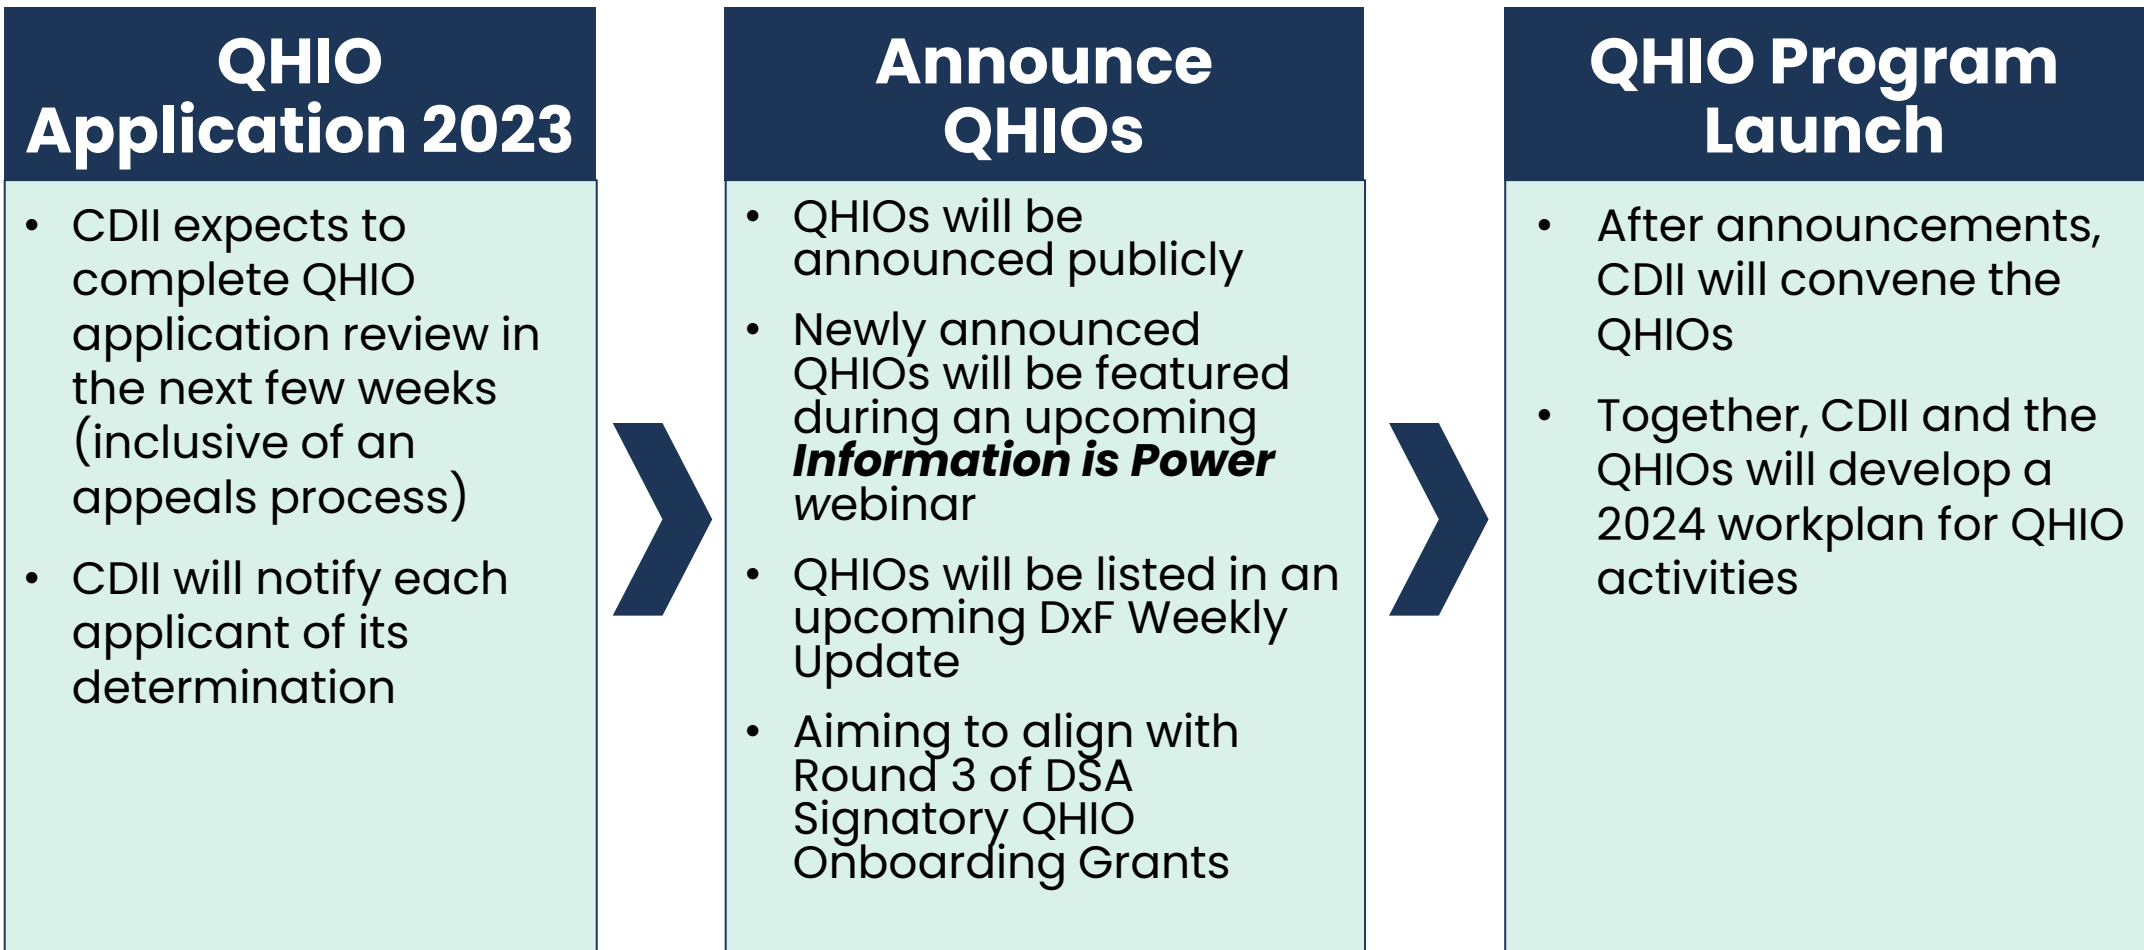 QHIO
Application 2023
• CDII expects to
complete QHIO
application review in
the next few weeks
(inclusive of an
appeals process)
• CDII will notify each
applicant of its
determination
Announce
QHIOs
• QHIOs will be
announced publicly
• Newly announced
QHIOs will be featured
during an upcoming
Information is Power
webinar
• QHIOs will be listed in an
upcoming DxF Weekly
Update
• Aiming to align with
Round 3 of DSA
Signatory QHIO
Onboarding Grants
QHIO Program
Launch
• After announcements,
CDII will convene the
QHIOs
• Together, CDII and the
QHIOs will develop a
2024 workplan for QHIO
activities